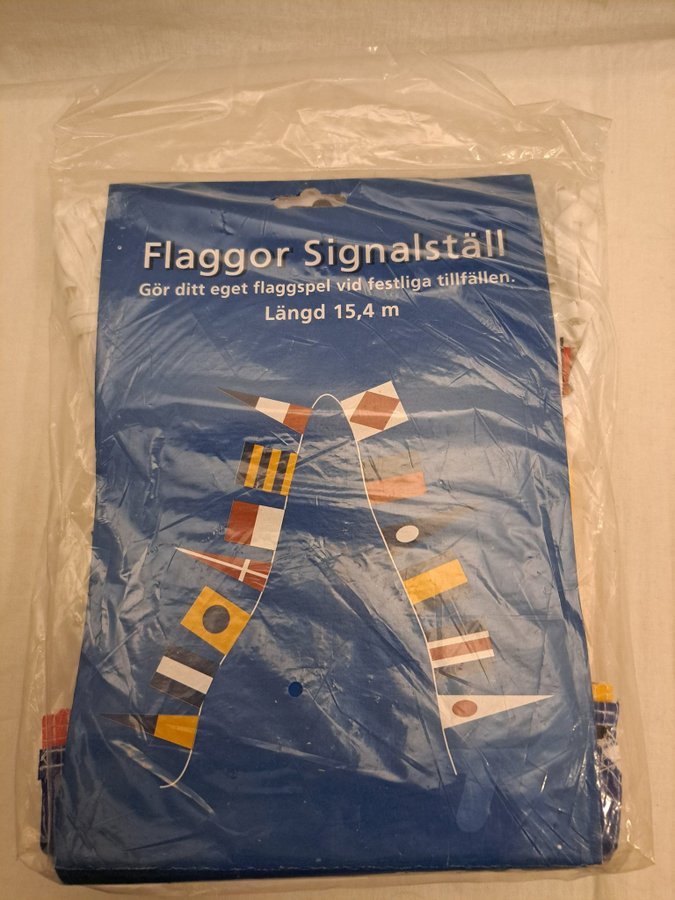 Flaggor Signalställ
Gör ditt eget flaggspel vid festliga tillfällen.
Längd 15,4 m